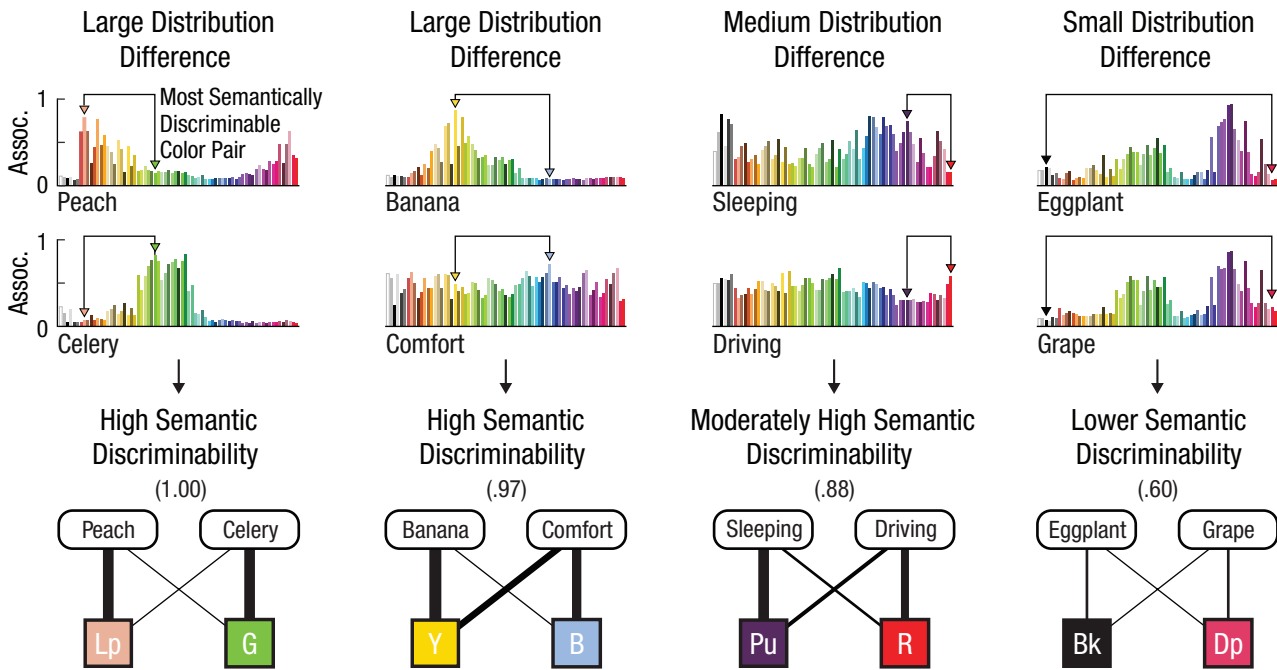 Large Distribution
Difference
Large Distribution
Difference
Medium Distribution
Difference
Small Distribution
Difference
Assoc.
1
0
Most Semantically
Discriminable
Color Pair
Peach
Banana
Sleeping
Eggplant
Assoc.
1
0
Celery
Comfort
Driving
Grape
High Semantic
Discriminability
(1.00)
High Semantic
Discriminability
(.97)
Moderately High Semantic
Discriminability
(.88)
Lower Semantic
Discriminability
(.60)
Peach
Celery
Banana
Comfort
Sleeping
Driving
Eggplant
Grape
Lp
G
Y
B
Pu
R
Bk
Dp